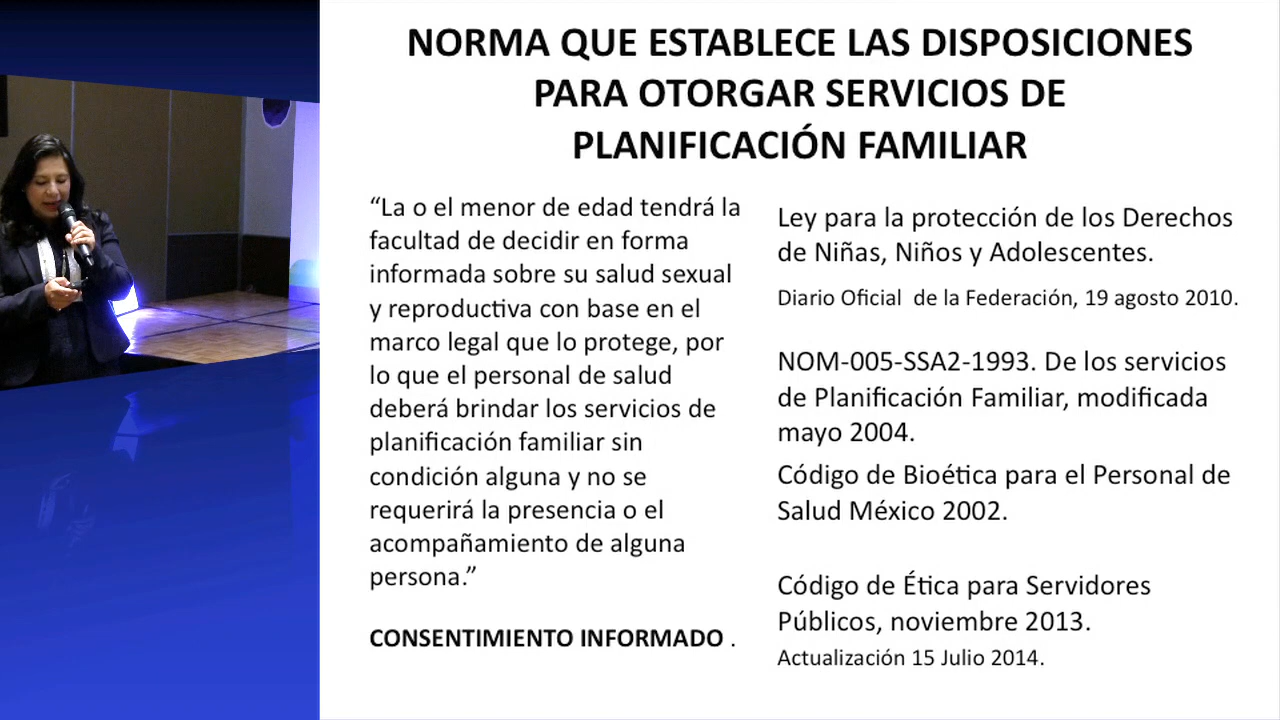 NORMA QUE ESTABLECE LAS DISPOSICIONES
PARA OTORGAR SERVICIOS DE
PLANIFICACIÓN FAMILIAR
“La o el menor de edad tendrá la
facultad de decidir en forma
informada sobre su salud sexual
y reproductiva con base en el
marco legal que lo protege, por
lo que el personal de salud
deberá brindar los servicios de
planificación familiar sin
condición alguna y no se
requerirá la presencia o el
acompañamiento de alguna
persona.”
CONSENTIMIENTO INFORMADO .
Ley para la protección de los Derechos
de Niñas, Niños y Adolescentes.
Diario Oficial de la Federación, 19 agosto 2010.
NOM-005-SSA2-1993. De los servicios
de Planificación Familiar, modificada
mayo 2004.
Código de Bioética para el Personal de
Salud México 2002.
Código de Ética para Servidores
Públicos, noviembre 2013.
Actualización 15 Julio 2014.